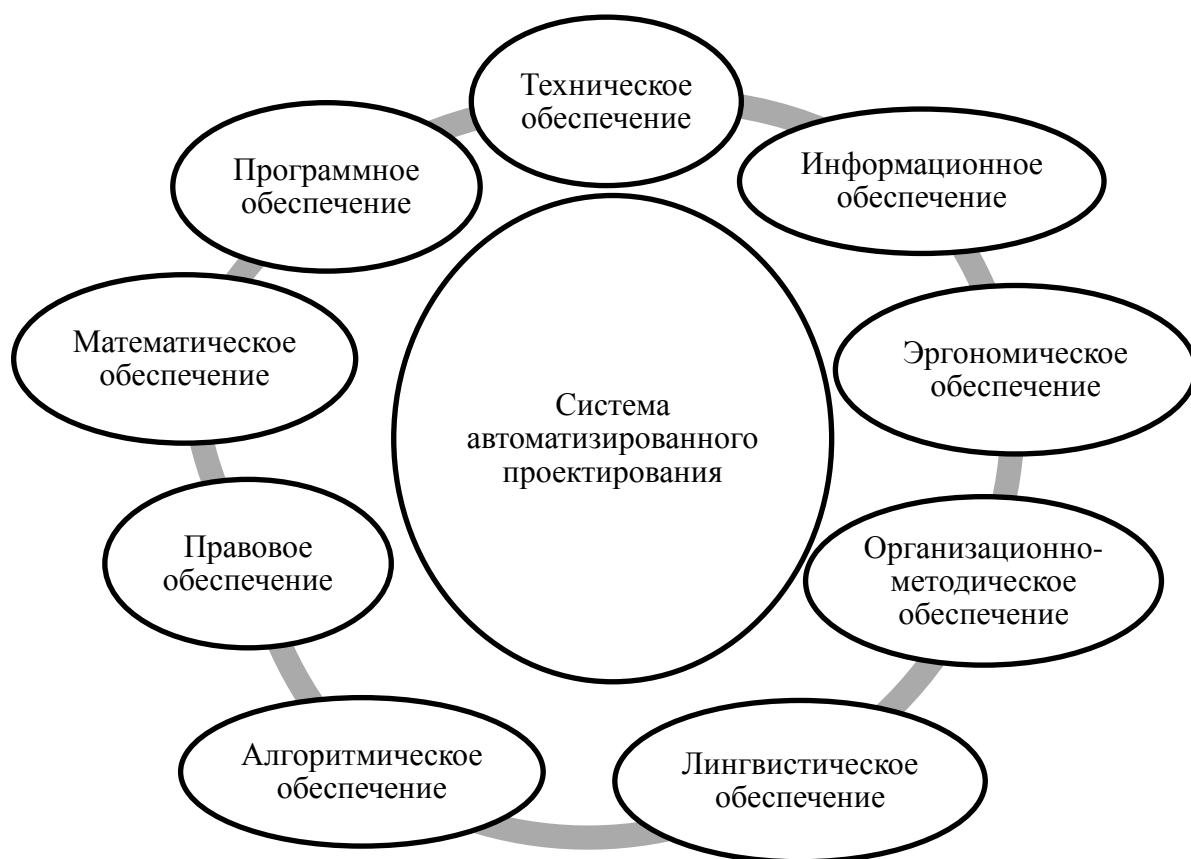 Техническое
обеспечение
Программное
обеспечение
Информационное
обеспечение
Математическое
обеспечение
Эргономическое
обеспечение
Система
автоматизированного
проектирования
Правовое
обеспечение
Организационно-
методическое
обеспечение
Алгоритмическое
обеспечение
Лингвистическое
обеспечение